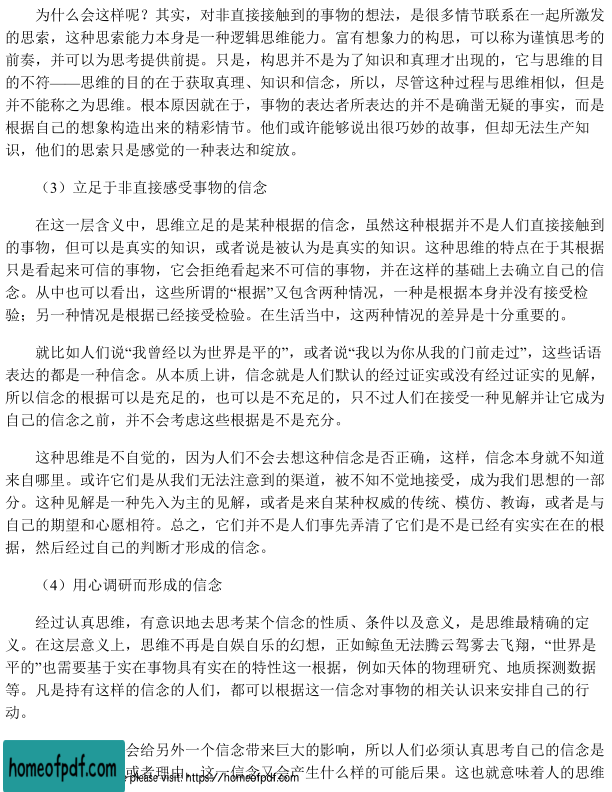 为什么会这样呢？其实，对非直接接触到的事物的想法，是很多情节联系在一起所激发
的思索，这种思索能力本身是一种逻辑思维能力。富有想象力的构思，可以称为谨慎思考的
前奏，并可以为思考提供前提。只是，构思并不是为了知识和真理才出现的，它与思维的目
的不符——思维的目的在于获取真理、知识和信念，所以，尽管这种过程与思维相似，但是
并不能称之为思维。根本原因就在于，事物的表达者所表达的并不是确凿无疑的事实，而是
根据自己的想象构造出来的精彩情节。他们或许能够说出很巧妙的故事，但却无法生产知
识，他们的思索只是感觉的一种表达和绽放。
（3）立足于非直接感受事物的信念
在这一层含义中，思维立足的是某种根据的信念，虽然这种根据并不是人们直接接触到
的事物，但可以是真实的知识，或者说是被认为是真实的知识。这种思维的特点在于其根据
只是看起来可信的事物，它会拒绝看起来不可信的事物，并在这样的基础上去确立自己的信
念。从中也可以看出，这些所谓的“根据”又包含两种情况，一种是根据本身并没有接受检
验；另一种情况是根据已经接受检验。在生活当中，这两种情况的差异是十分重要的。
就比如人们说“我曾经以为世界是平的”，或者说“我以为你从我的门前走过”，这些话语
表达的都是一种信念。从本质上讲，信念就是人们默认的经过证实或没有经过证实的见解，
所以信念的根据可以是充足的，也可以是不充足的，只不过人们在接受一种见解并让它成为
自己的信念之前，并不会考虑这些根据是不是充分。
这种思维是不自觉的，因为人们不会去想这种信念是否正确，这样，信念本身就不知道
来自哪里。或许它们是从我们无法注意到的渠道，被不知不觉地接受，成为我们思想的一部
分。这种见解是一种先入为主的见解，或者是来自某种权威的传统、模仿、教诲，或者是与
自己的期望和心愿相符。总之，它们并不是人们事先弄清了它们是不是已经有实实在在的根
据，然后经过自己的判断才形成的信念。
（4）用心调研而形成的信念
经过认真思维，有意识地去思考某个信念的性质、条件以及意义，是思维最精确的定
义。在这层意义上，思维不再是自娱自乐的幻想，正如鲸鱼无法腾云驾雾去飞翔，“世界是
平的”也需要基于实在事物具有实在的特性这一根据，例如天体的物理研究、地质探测数据
等。凡是持有这样的信念的人们，都可以根据这一信念对事物的相关认识来安排自己的行
动。
会给另外一个信念带来巨大的影响，所以人们必须认真思考自己的信念是
或者理由，这一信念又会产生什么样的可能后果。这也就意味着人的思维
homeofpdf.com
please visit: https://homeofpdf.com